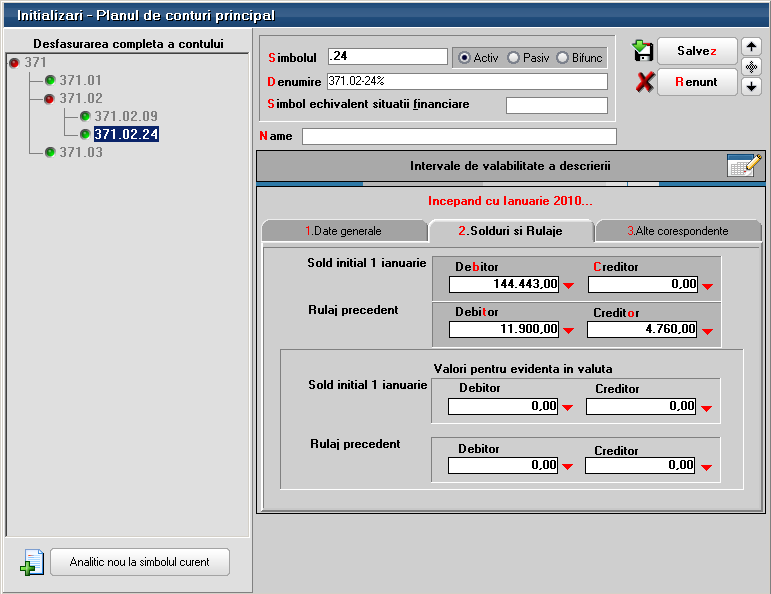 Initializari - Planul de conturi principal
Desfasurarea completa a contului
371
371.01
371.02
371.02.09
371.02.24
371.03
Analitic nou la simbolul curent
Simbolul .24 Activ Pasiv Bifunc
Denumire 371.02-24%
Simbol echivalent situatii financiare
Name
Salvez
Renunt
Intervale de valabilitate a descrierii
Incepand cu Ianuarie 2010...
1.Date generale 2.Solduri si Rulaje 3.Alte corespondente
Sold initial 1 ianuarie Debitor Creditor
144.443,00 0,00
Rulaj precedent Debitor Creditor
11.900,00 4.760,00
Valori pentru evidenta in valuta
Sold initial 1 ianuarie Debitor Creditor
0,00 0,00
Rulaj precedent Debitor Creditor
0,00 0,00